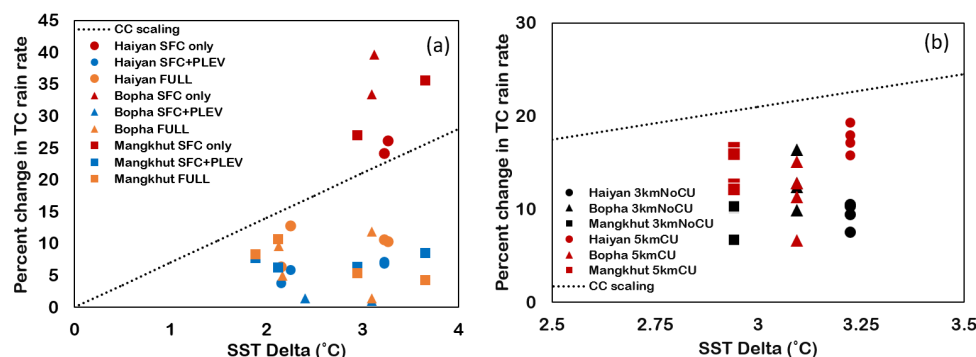 45
40
35
30
25
20
15
10
5
0
Percent change in TC rain rate
(a)
CC scaling
Haiyan SFC only
Haiyan SFC+PLEV
Haiyan FULL
Bopha SFC only
Bopha SFC+PLEV
Bopha FULL
Mangkhut SFC only
Mangkhut SFC+PLEV
Mangkhut FULL
0 1 2 3 4
SST Delta (˚C)
30
20
10
0
Percent change in TC rain rate
(b)
Haiyan 3kmNoCU
Bopha 3kmNoCU
Mangkhut 3kmNoCU
Haiyan 5kmCU
Bopha 5kmCU
Mangkhut 5kmCU
CC scaling
2.5 2.75 3 3.25 3.5
SST Delta (˚C)